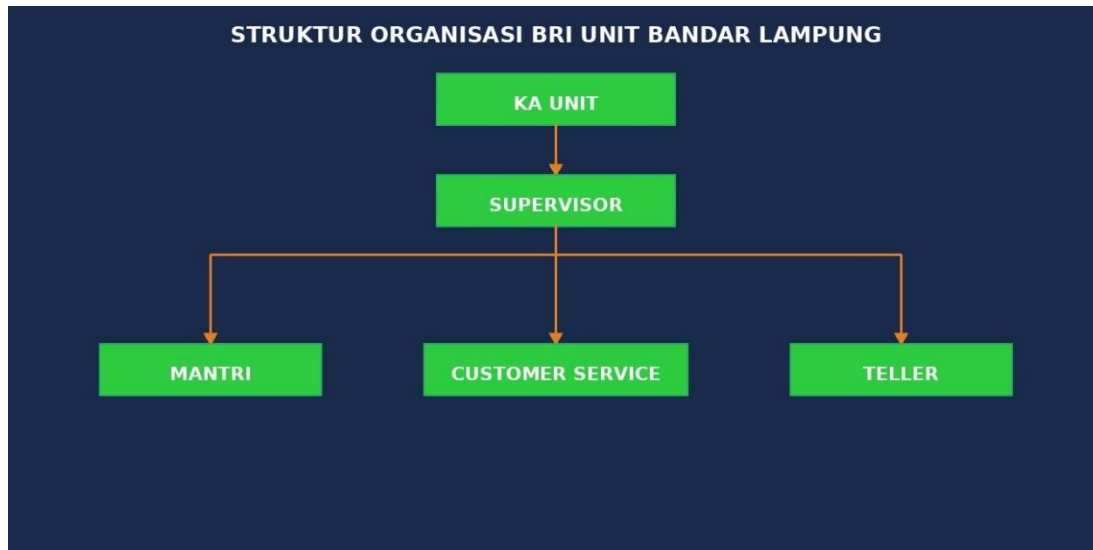 STRUKTUR ORGANISASI BRI UNIT BANDAR LAMPUNG
KA UNIT
SUPERVISOR
MANTRI
CUSTOMER SERVICE
TELLER